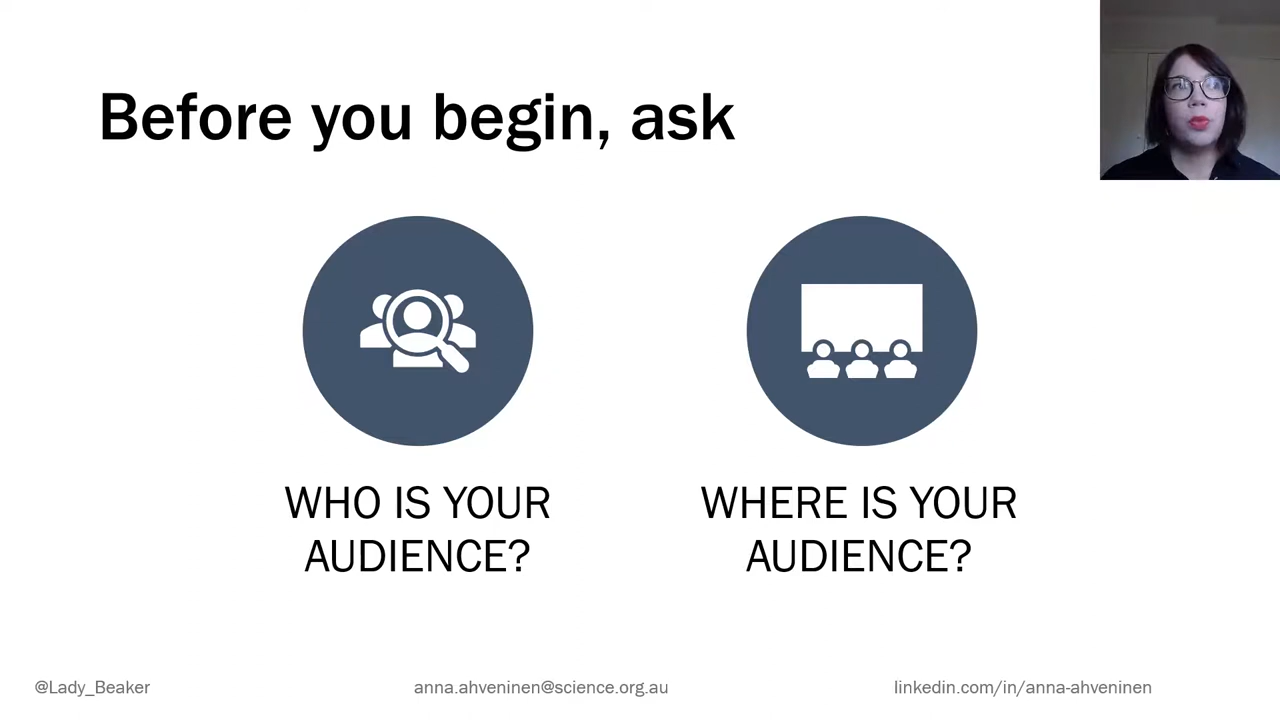 Before you begin, ask
WHO IS YOUR
AUDIENCE?
WHERE IS YOUR
AUDIENCE?
@Lady_Beaker
anna.ahveninen@science.org.au
linkedin.com/in/anna-ahveninen